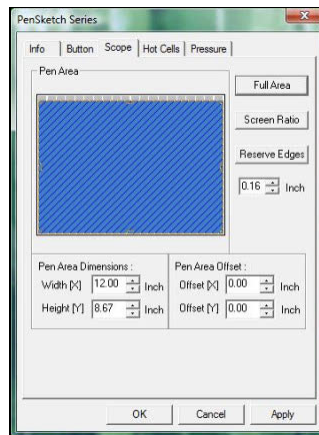 PenSketch Series
Info Button Scope Hot Cells Pressure
Pen Area
Full Area
Screen Ratio
Reserve Edges
0.16 Inch
Pen Area Dimensions :
Width [X] 12.00 Inch
Height [Y] 8.67 Inch
Pen Area Offset :
Offset [X] 0.00 Inch
Offset [Y] 0.00 Inch
OK Cancel Apply